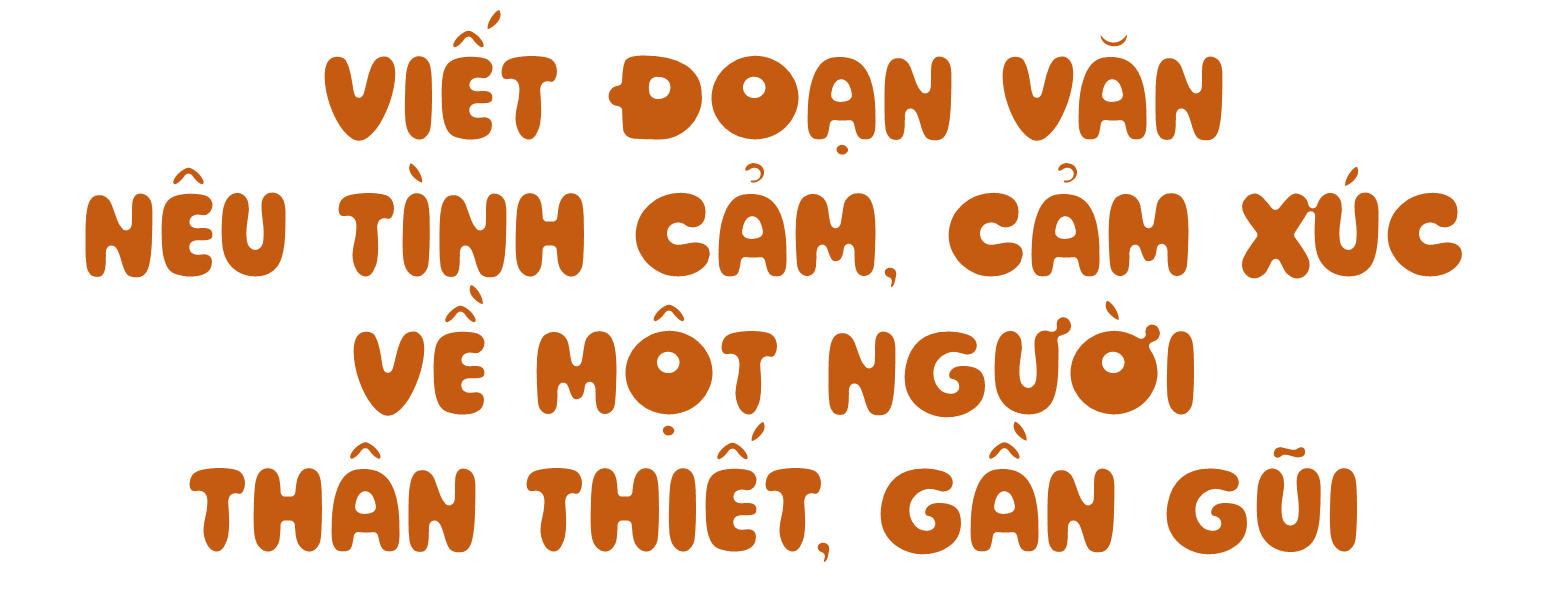 VIẾT ĐOẠN VĂN
NÊU TÌNH CẢM, CẢM XÚC
VỀ MỘT NGƯỜI
THÂN THIẾT, GẦN GŨI